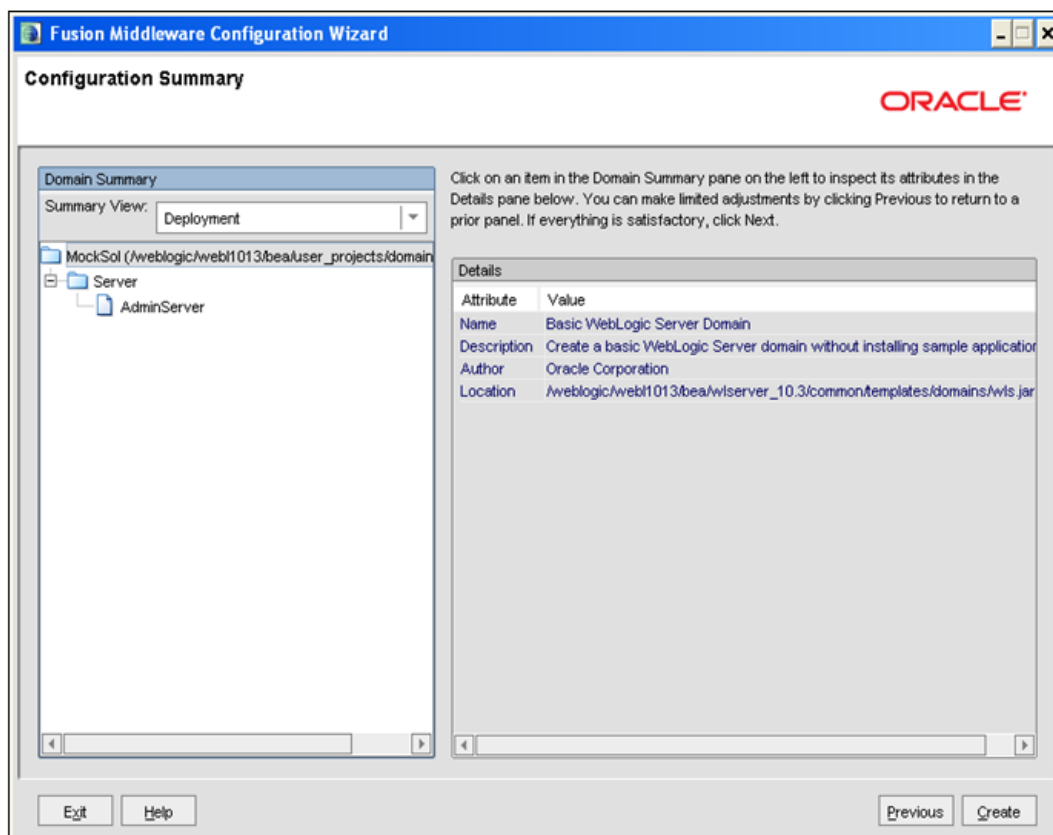 Fusion Middleware Configuration Wizard
Configuration Summary
ORACLE
Domain Summary
Summary View:
Deployment
MockSol (/weblogic/webl1013/bea/user_projects/domain
Server
AdminServer
Click on an item in the Domain Summary pane on the left to inspect its attributes in the
Details pane below. You can make limited adjustments by clicking Previous to return to a
prior panel. If everything is satisfactory, click Next.
Details
Attribute Value
Name Basic WebLogic Server Domain
Description Create a basic WebLogic Server domain without installing sample application
Author Oracle Corporation
Location /weblogic/webl1013/bea/wlserver_10.3/common/templates/domains/wls.jar
Exit Help Previous Create